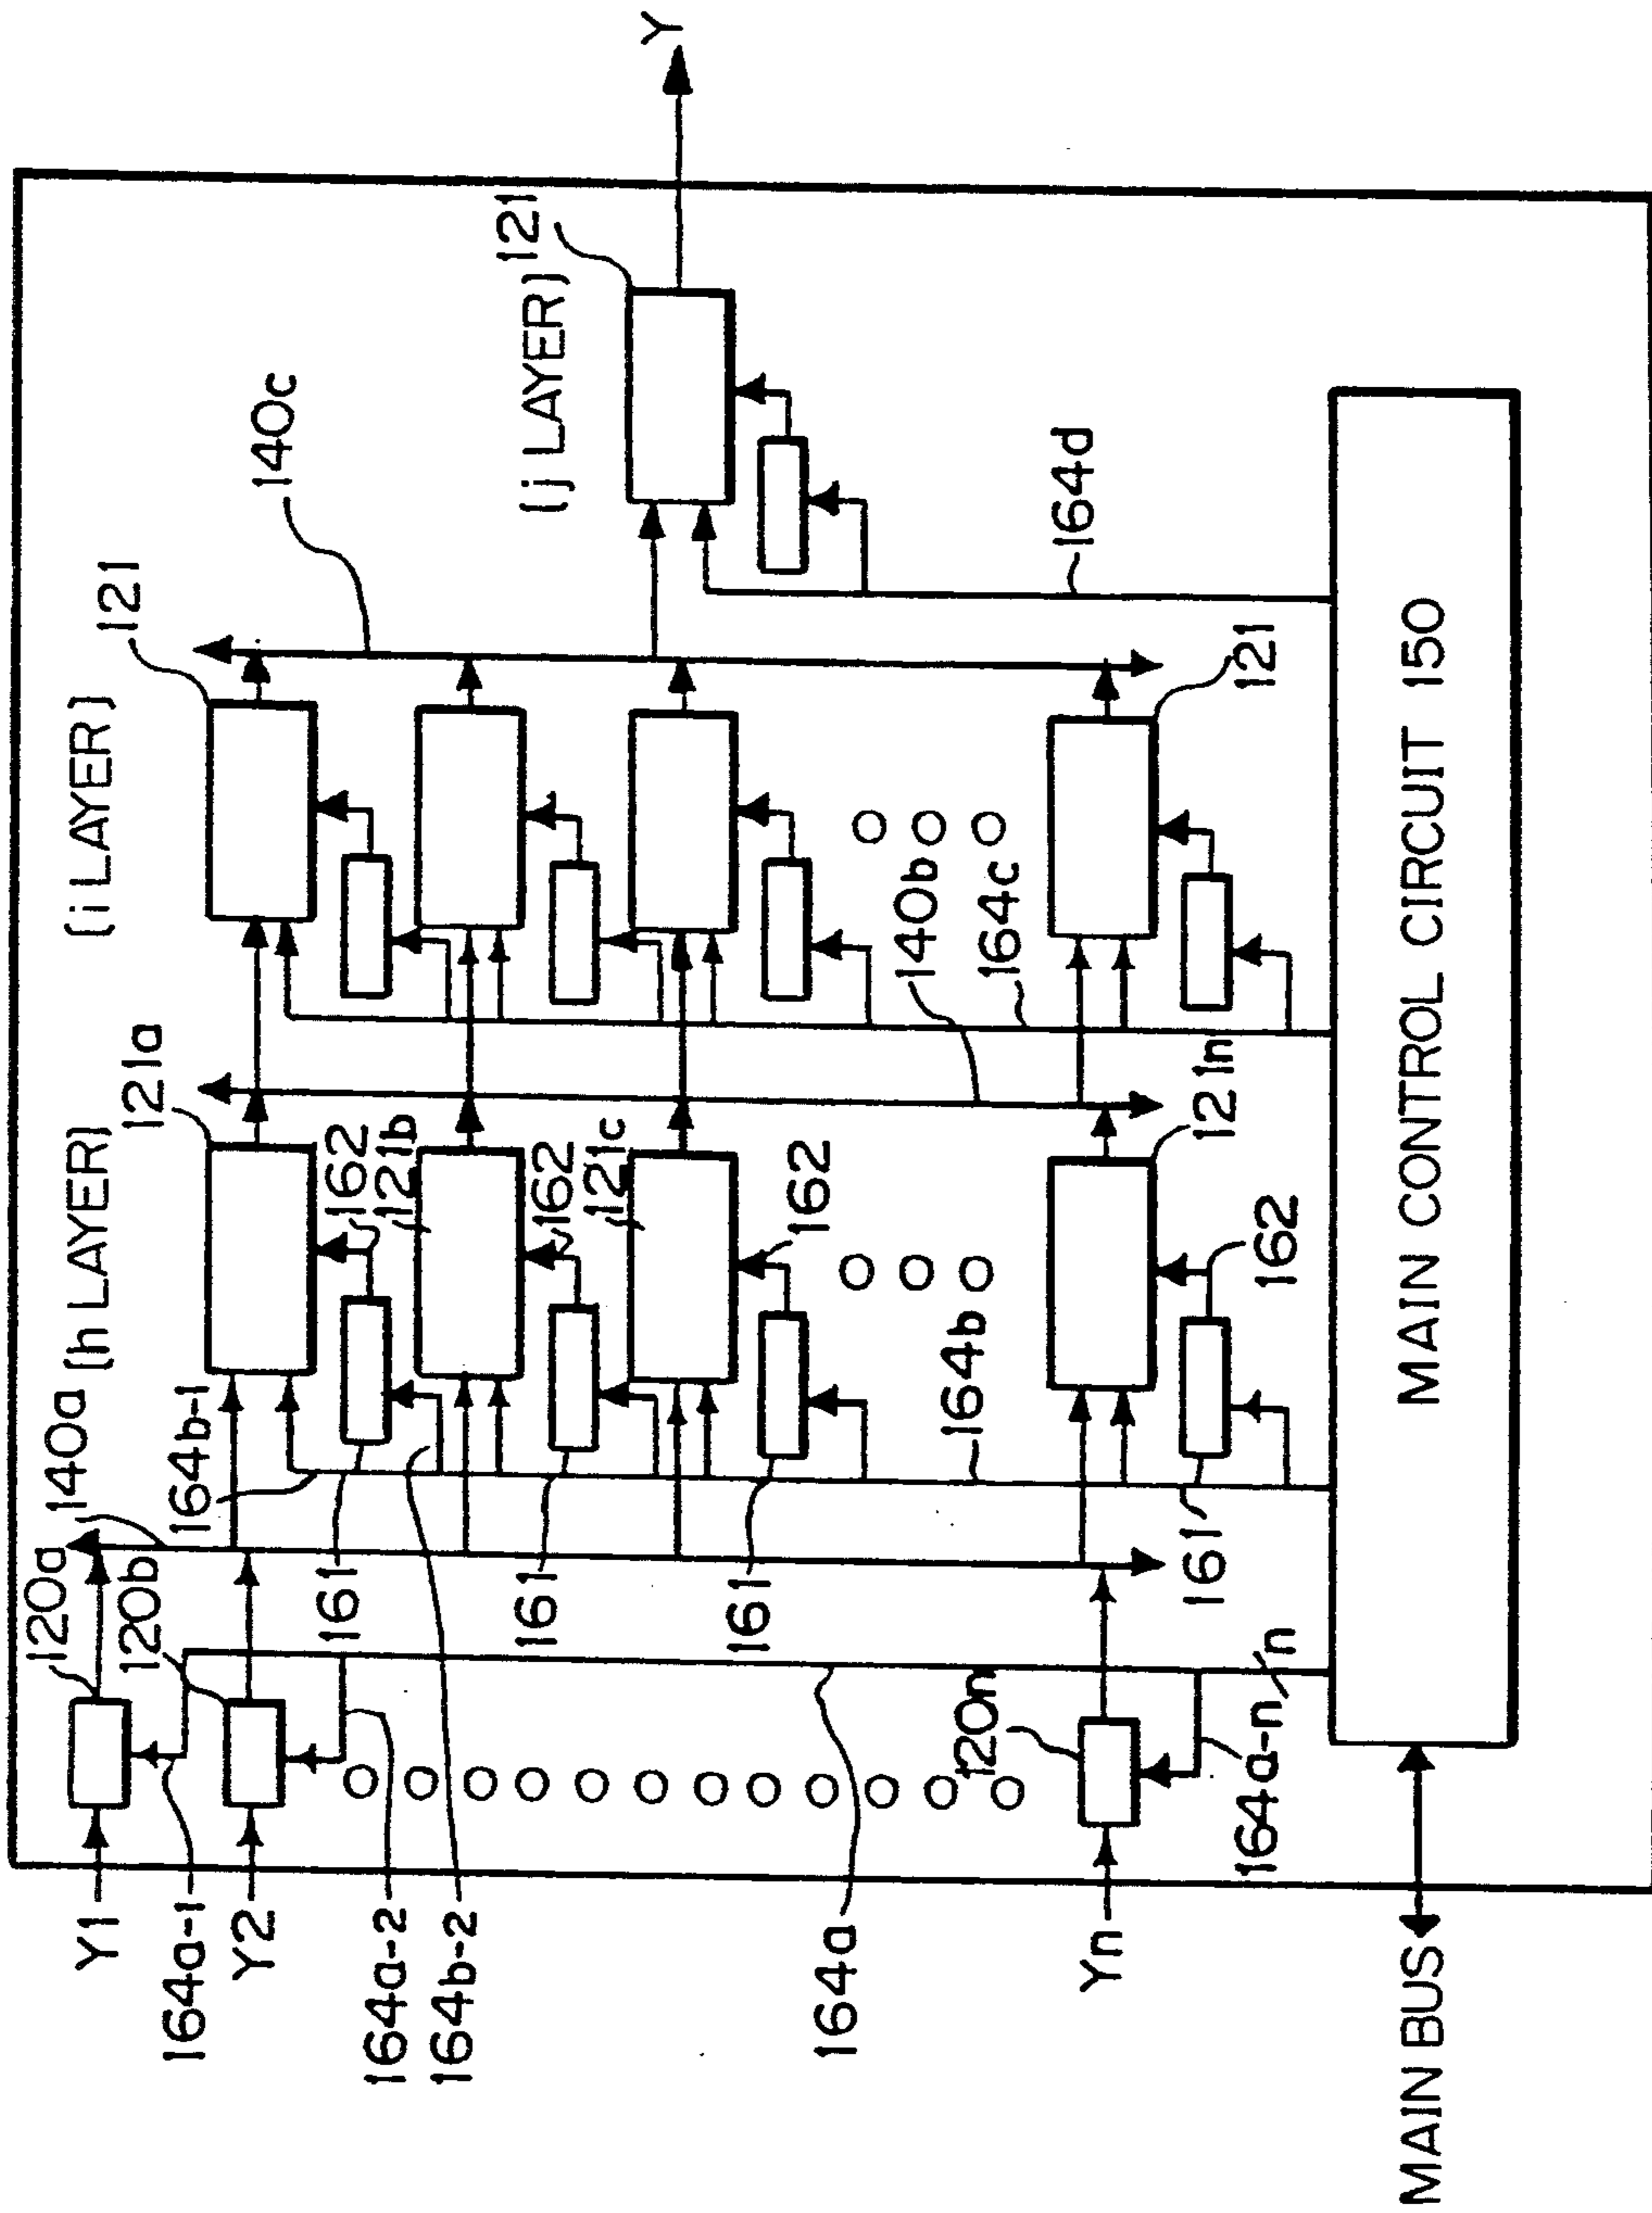 Y
121
(j LAYER)
140c
164d
121
(i LAYER)
121
140b
164c
121a
(h LAYER)
162
121b
162
121c
162
121n
162
164b
164b-1
140a
120a
120b
161
161
161
161
120n
164a-n
n
Y1
164a-1
Y2
164a-2
164b-2
164a
Yn
MAIN CONTROL CIRCUIT 150
MAIN BUS